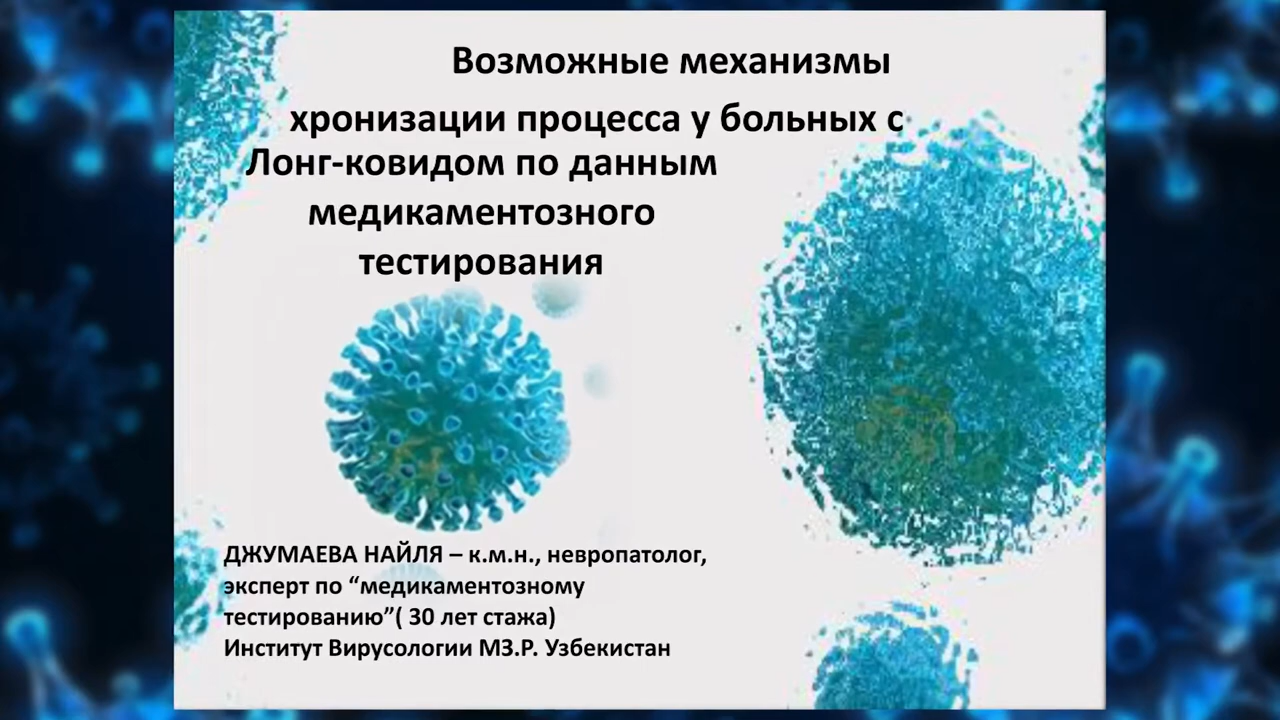 Возможные механизмы
хронизации процесса у больных с
Лонг-ковидом по данным
медикаментозного
тестирования
ДЖУМАЕВА НАЙЛЯ – к.м.н., невропатолог,
эксперт по “медикаментозному
тестированию”( 30 лет стажа)
Институт Вирусологии МЗ.Р. Узбекистан